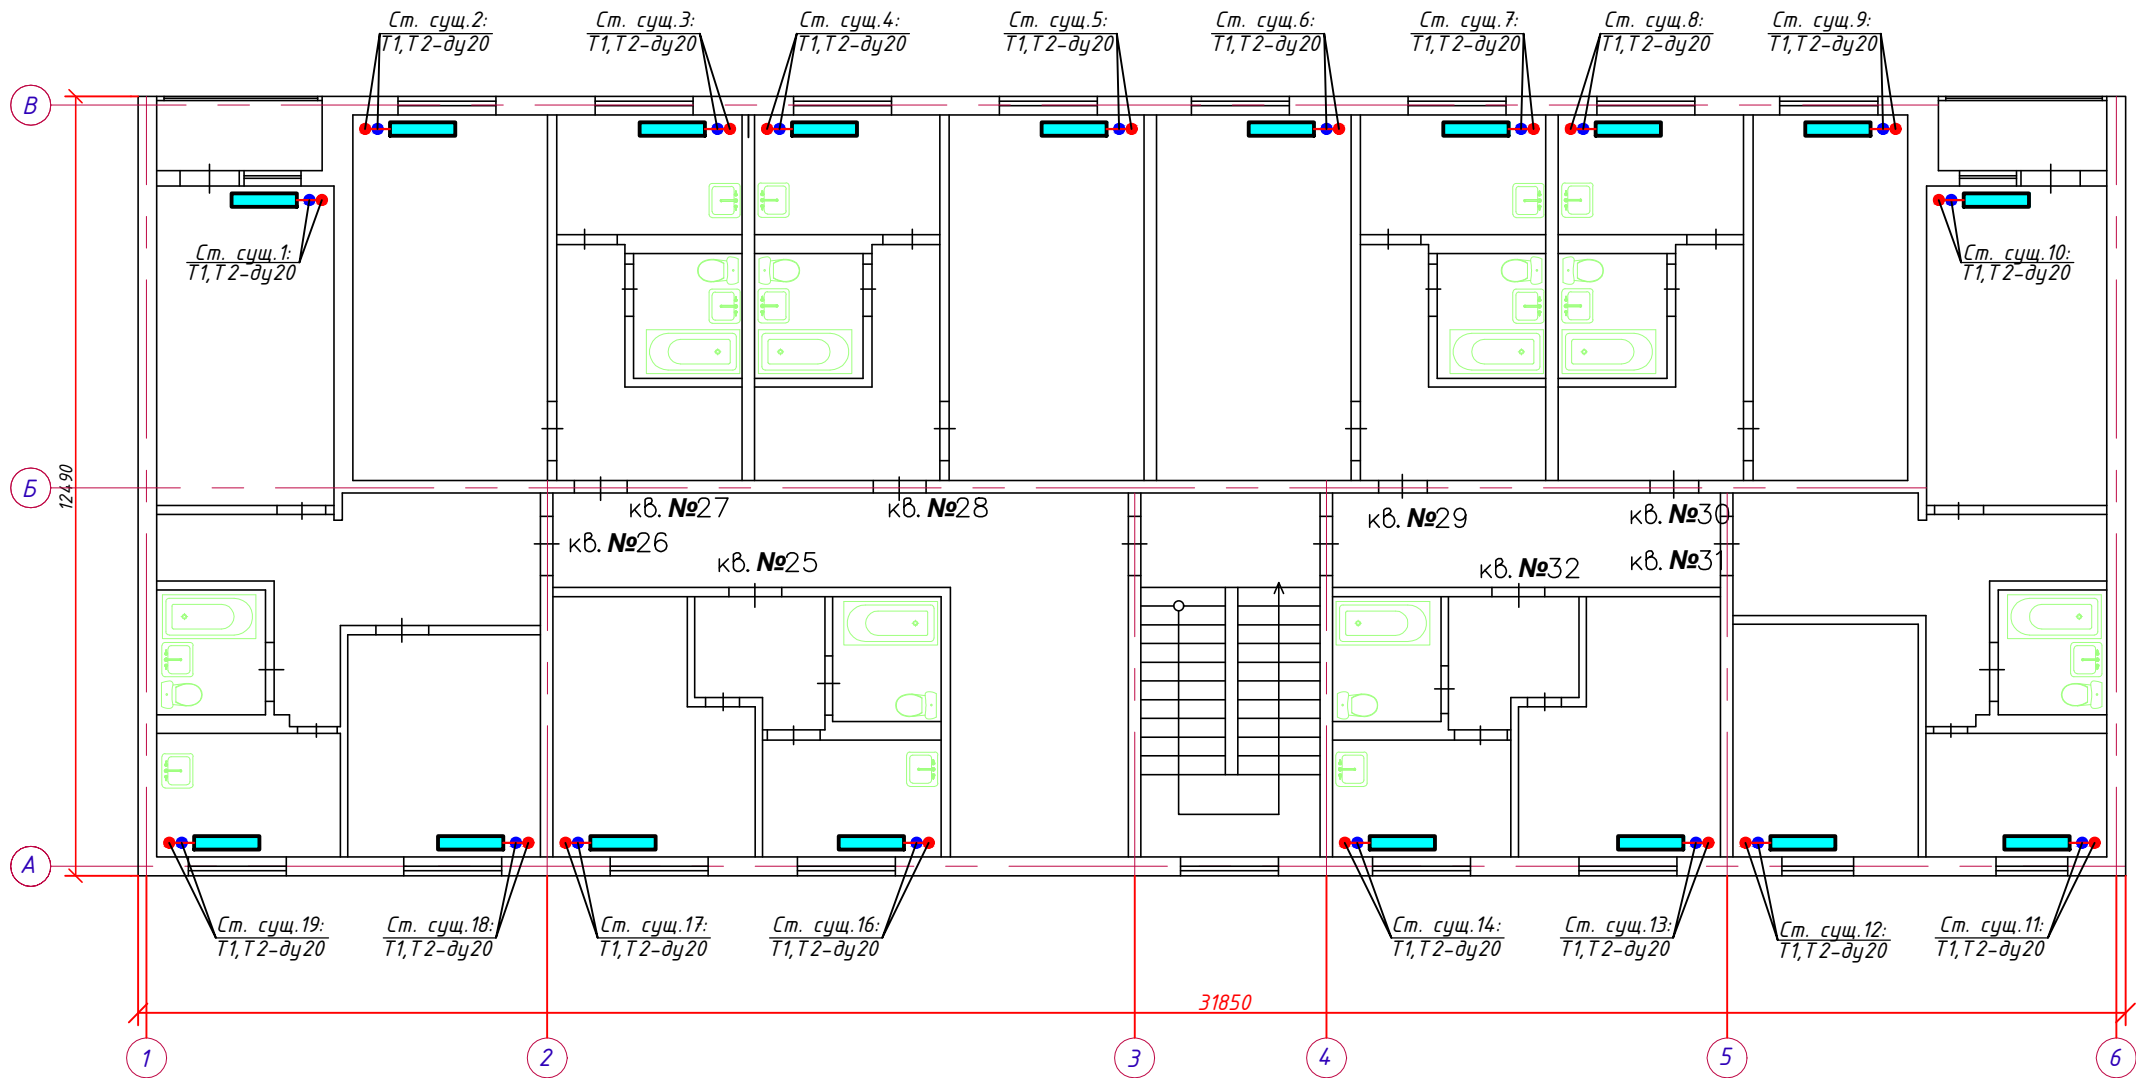 Ст. сущ.2:
Т1,Т2-ду20
Ст. сущ.3:
Т1,Т2-ду20
Ст. сущ.4:
Т1,Т2-ду20
Ст. сущ.5:
Т1,Т2-ду20
Ст. сущ.6:
Т1,Т2-ду20
Ст. сущ.7:
Т1,Т2-ду20
Ст. сущ.8:
Т1,Т2-ду20
Ст. сущ.9:
Т1,Т2-ду20
В
Ст. сущ.1:
Т1,Т2-ду20
Ст. сущ.10:
Т1,Т2-ду20
Б
12490
кв. №27
кв. №28
кв. №29
кв. №30
кв. №26
кв. №25
кв. №32
кв. №31
А
Ст. сущ.19:
Т1,Т2-ду20
Ст. сущ.18:
Т1,Т2-ду20
Ст. сущ.17:
Т1,Т2-ду20
Ст. сущ.16:
Т1,Т2-ду20
Ст. сущ.14:
Т1,Т2-ду20
Ст. сущ.13:
Т1,Т2-ду20
Ст. сущ.12:
Т1,Т2-ду20
Ст. сущ.11:
Т1,Т2-ду20
31850
1
2
3
4
5
6